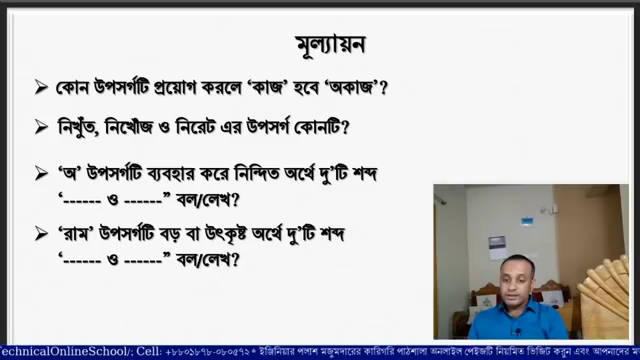 মূল্যায়ন
➢ কোন উপসর্গটি প্রয়োগ করলে ‘কাজ’ হবে ‘অকাজ’?
➢ নিখুঁত, নিখোঁজ ও নিরেট এর উপসর্গ কোনটি?
➢ ‘অ’ উপসর্গটি ব্যবহার করে নিন্দিত অর্থে দু’টি শব্দ
‘------ ও ------” বল/লেখ?
➢ ‘রাম’ উপসর্গটি বড় বা উৎকৃষ্ট অর্থে দু’টি শব্দ
‘------ ও ------” বল/লেখ?
TechnicalOnlineSchool/; Cell: +৮৮০১৮৭৮-০৮০৫৭২ * ইঞ্জিনিয়ার পলাশ মজুমদারের কারিগরি পাঠশালা অনলাইন পেইজটি নিয়মিত ভিজিট করুন এবং আপনাদের